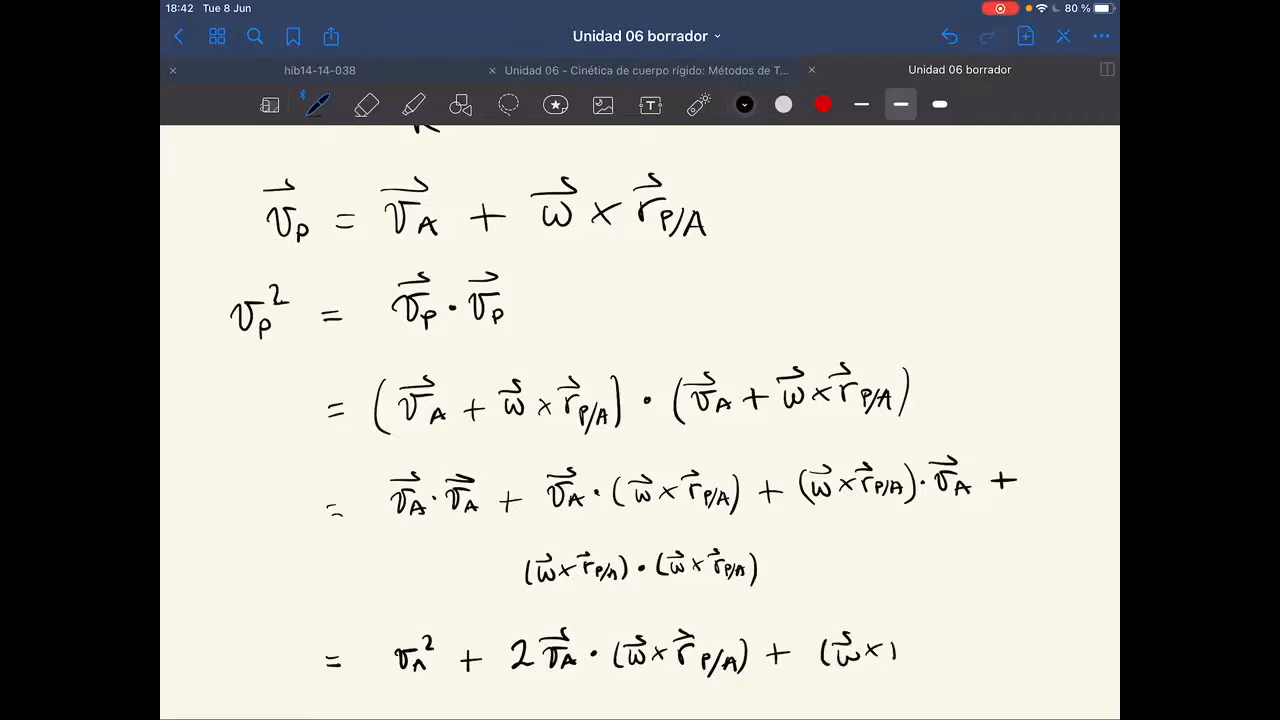 18:42 Tue 8 Jun 80 %
Unidad 06 borrador
hib14-14-038 Unidad 06 - Cinética de cuerpo rígido: Métodos de T... Unidad 06 borrador
v⃗_P = v⃗_A + ω⃗ × r⃗_P/A
v_P² = v⃗_P · v⃗_P
= (v⃗_A + ω⃗ × r⃗_P/A) · (v⃗_A + ω⃗ × r⃗_P/A)
= v⃗_A · v⃗_A + v⃗_A · (ω⃗ × r⃗_P/A) + (ω⃗ × r⃗_P/A) · v⃗_A +
(ω⃗ × r⃗_P/A) · (ω⃗ × r⃗_P/A)
= v_A² + 2 v⃗_A · (ω⃗ × r⃗_P/A) + (ω⃗ ×